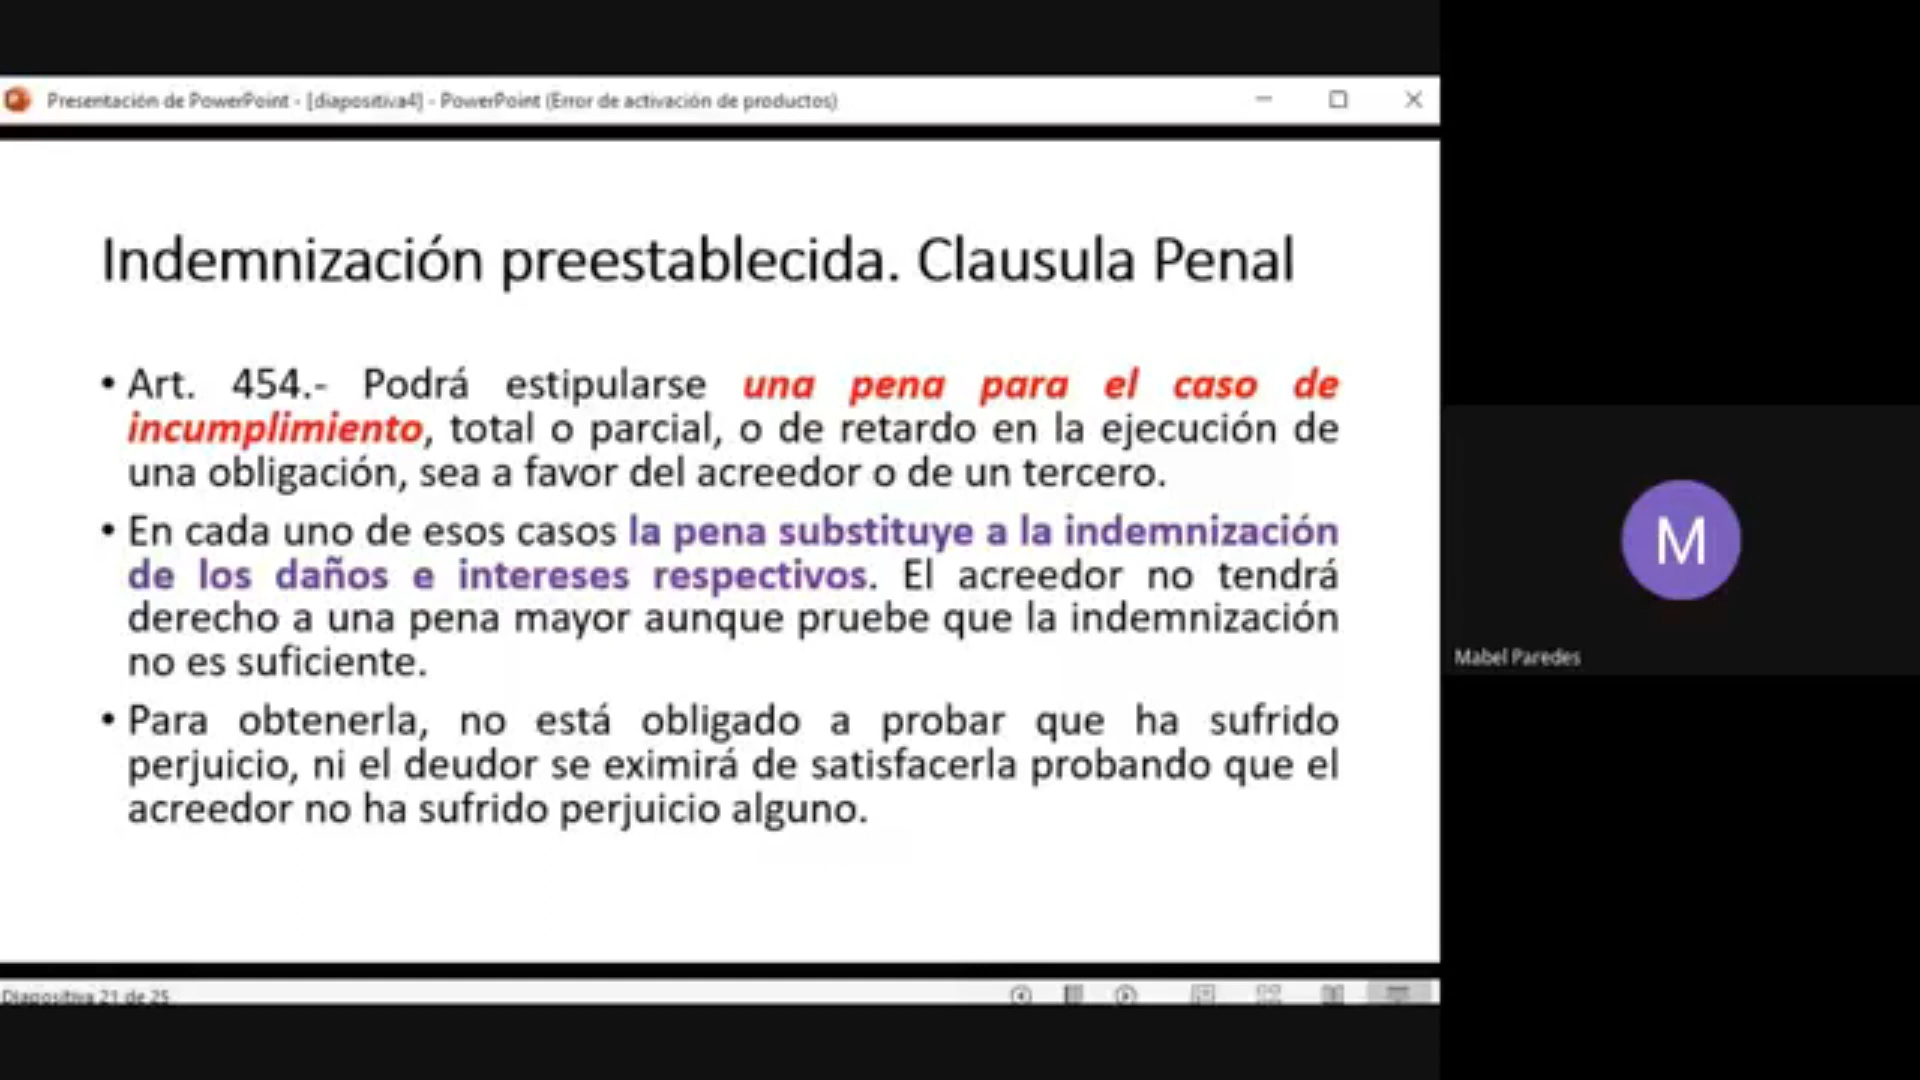 Presentación de PowerPoint - [diapositiva4] - PowerPoint (Error de activación de productos)
Indemnización preestablecida. Clausula Penal
• Art. 454.- Podrá estipularse una pena para el caso de
incumplimiento, total o parcial, o de retardo en la ejecución de
una obligación, sea a favor del acreedor o de un tercero.
• En cada uno de esos casos la pena substituye a la indemnización
de los daños e intereses respectivos. El acreedor no tendrá
derecho a una pena mayor aunque pruebe que la indemnización
no es suficiente.
• Para obtenerla, no está obligado a probar que ha sufrido
perjuicio, ni el deudor se eximirá de satisfacerla probando que el
acreedor no ha sufrido perjuicio alguno.
M
Mabel Paredes
Diapositiva 21 de 25